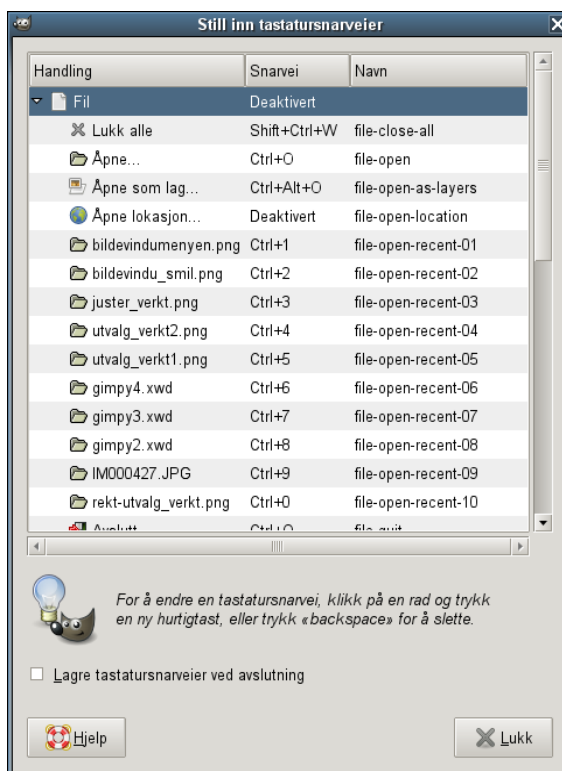 Still inn tastatursnarveier
Handling Snarvei Navn
Fil Deaktivert
Lukk alle Shift+Ctrl+W file-close-all
Åpne... Ctrl+O file-open
Åpne som lag... Ctrl+Alt+O file-open-as-layers
Åpne lokasjon... Deaktivert file-open-location
bildevindumenyen.png Ctrl+1 file-open-recent-01
bildevindu_smil.png Ctrl+2 file-open-recent-02
juster_verkt.png Ctrl+3 file-open-recent-03
utvalg_verkt2.png Ctrl+4 file-open-recent-04
utvalg_verkt1.png Ctrl+5 file-open-recent-05
gimpy4.xwd Ctrl+6 file-open-recent-06
gimpy3.xwd Ctrl+7 file-open-recent-07
gimpy2.xwd Ctrl+8 file-open-recent-08
IM000427.JPG Ctrl+9 file-open-recent-09
rekt-utvalg_verkt.png Ctrl+0 file-open-recent-10
Avslutt Ctrl+Q file-quit
For å endre en tastatursnarvei, klikk på en rad og trykk
en ny hurtigtast, eller trykk «backspace» for å slette.
Lagre tastatursnarveier ved avslutning
Hjelp Lukk